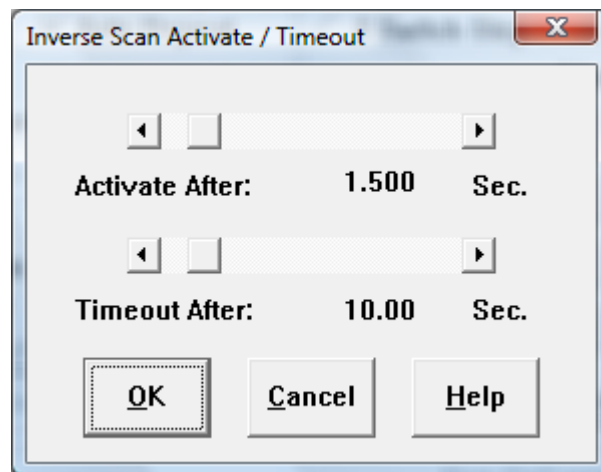 Inverse Scan Activate / Timeout
Activate After: 1.500 Sec.
Timeout After: 10.00 Sec.
OK Cancel Help